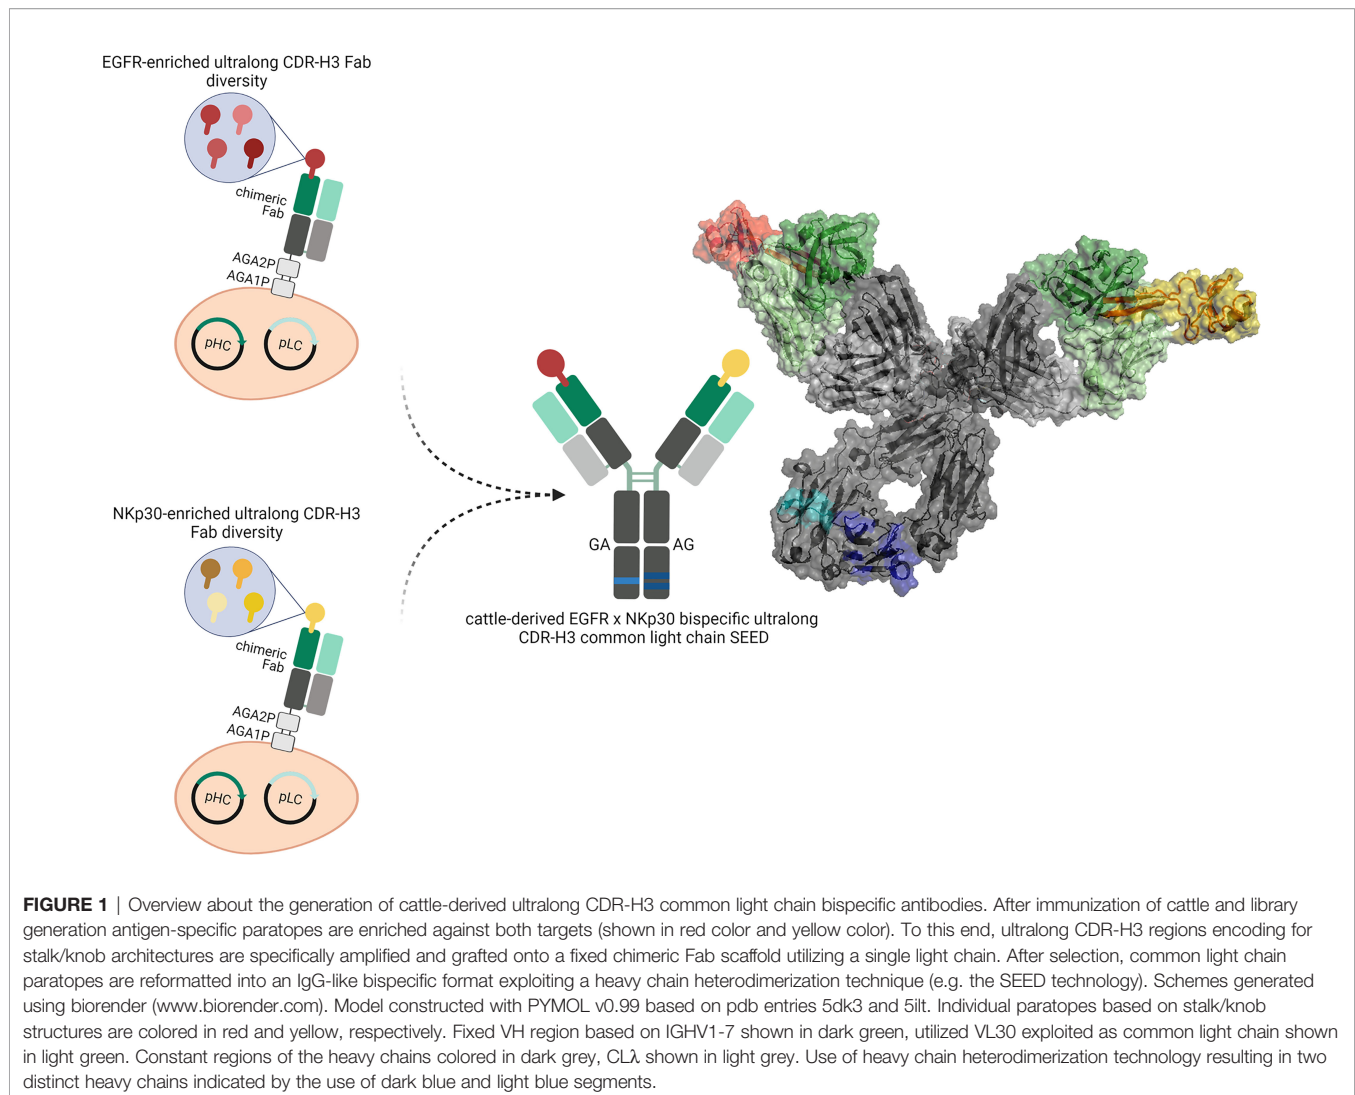 EGFR-enriched ultralong CDR-H3 Fab
diversity
chimeric
Fab
AGA2P
AGA1P
pHC
pLC
NKp30-enriched ultralong CDR-H3
Fab diversity
chimeric
Fab
AGA2P
AGA1P
pHC
pLC
GA
AG
cattle-derived EGFR x NKp30 bispecific ultralong
CDR-H3 common light chain SEED
FIGURE 1 | Overview about the generation of cattle-derived ultralong CDR-H3 common light chain bispecific antibodies. After immunization of cattle and library
generation antigen-specific paratopes are enriched against both targets (shown in red color and yellow color). To this end, ultralong CDR-H3 regions encoding for
stalk/knob architectures are specifically amplified and grafted onto a fixed chimeric Fab scaffold utilizing a single light chain. After selection, common light chain
paratopes are reformatted into an IgG-like bispecific format exploiting a heavy chain heterodimerization technique (e.g. the SEED technology). Schemes generated
using biorender (www.biorender.com). Model constructed with PYMOL v0.99 based on pdb entries 5dk3 and 5ilt. Individual paratopes based on stalk/knob
structures are colored in red and yellow, respectively. Fixed VH region based on IGHV1-7 shown in dark green, utilized VL30 exploited as common light chain shown
in light green. Constant regions of the heavy chains colored in dark grey, CLλ shown in light grey. Use of heavy chain heterodimerization technology resulting in two
distinct heavy chains indicated by the use of dark blue and light blue segments.